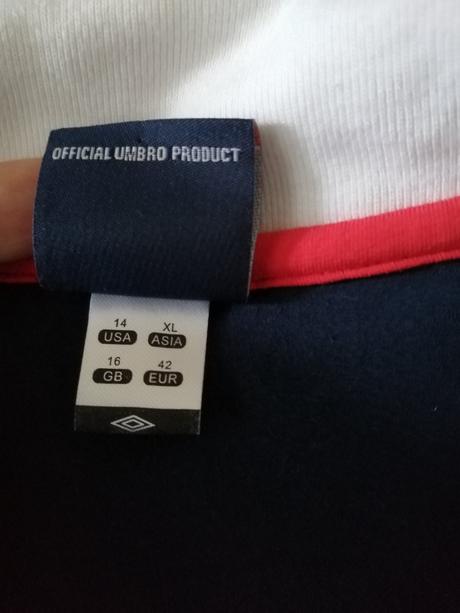 OFFICIAL UMBRO PRODUCT
14 XL
USA ASIA
16 42
GB EUR